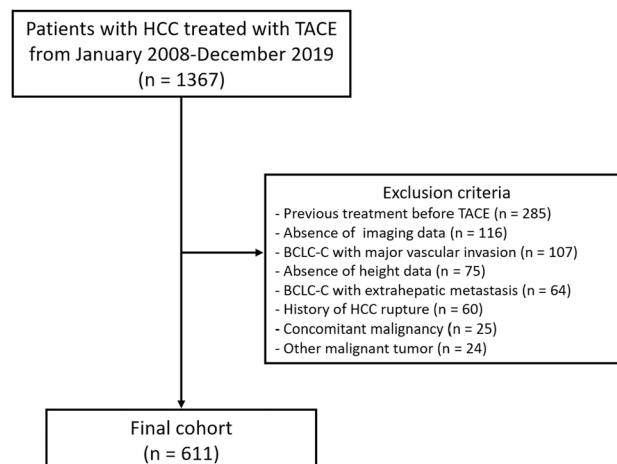 Patients with HCC treated with TACE
from January 2008-December 2019
(n = 1367)
Exclusion criteria
- Previous treatment before TACE (n = 285)
- Absence of imaging data (n = 116)
- BCLC-C with major vascular invasion (n = 107)
- Absence of height data (n = 75)
- BCLC-C with extrahepatic metastasis (n = 64)
- History of HCC rupture (n = 60)
- Concomitant malignancy (n = 25)
- Other malignant tumor (n = 24)
Final cohort
(n = 611)